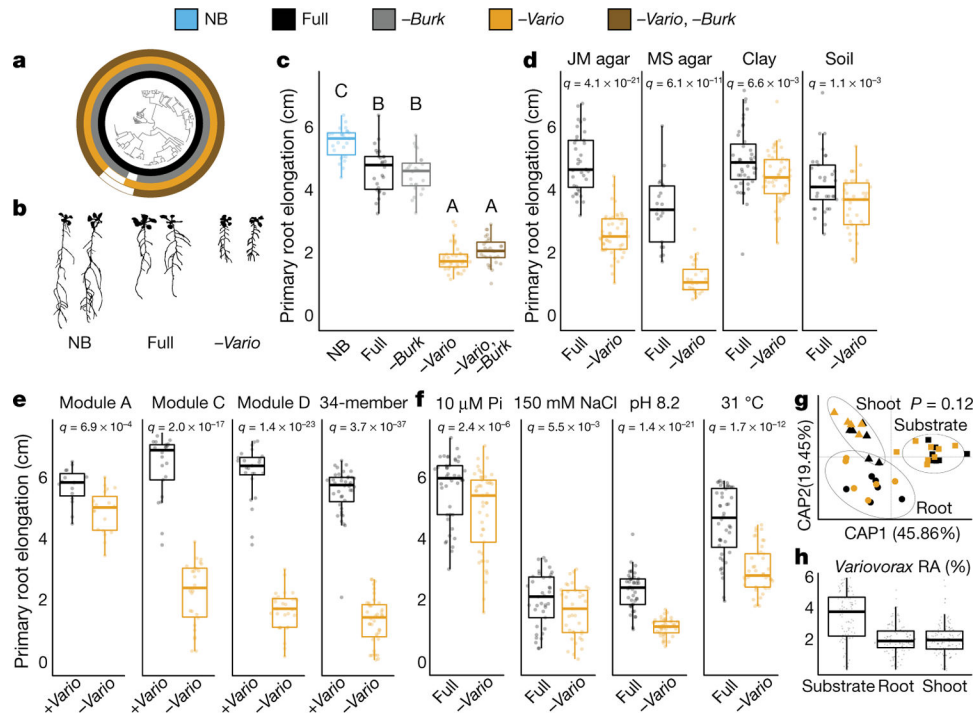 NB Full –Burk –Vario –Vario, –Burk
a
b
NB Full –Vario
c
Primary root elongation (cm)
6
4
2
0
C B B A A
NB Full –Burk –Vario –Vario, –Burk
d
JM agar MS agar Clay Soil
q = 4.1 × 10⁻²¹ q = 6.1 × 10⁻¹¹ q = 6.6 × 10⁻³ q = 1.1 × 10⁻³
Primary root elongation (cm)
6
4
2
0
Full –Vario Full –Vario Full –Vario Full –Vario
e
Module A Module C Module D 34-member
q = 6.9 × 10⁻⁴ q = 2.0 × 10⁻¹⁷ q = 1.4 × 10⁻²³ q = 3.7 × 10⁻³⁷
Primary root elongation (cm)
6
4
2
0
+Vario –Vario +Vario –Vario +Vario –Vario +Vario –Vario
f
10 μM Pi 150 mM NaCl pH 8.2 31 °C
q = 2.4 × 10⁻⁶ q = 5.5 × 10⁻³ q = 1.4 × 10⁻²¹ q = 1.7 × 10⁻¹²
6
4
2
0
Full –Vario Full –Vario Full –Vario Full –Vario
g
Shoot P = 0.12
Substrate
Root
CAP2(19.45%)
CAP1 (45.86%)
h
Variovorax RA (%)
6
4
2
Substrate Root Shoot